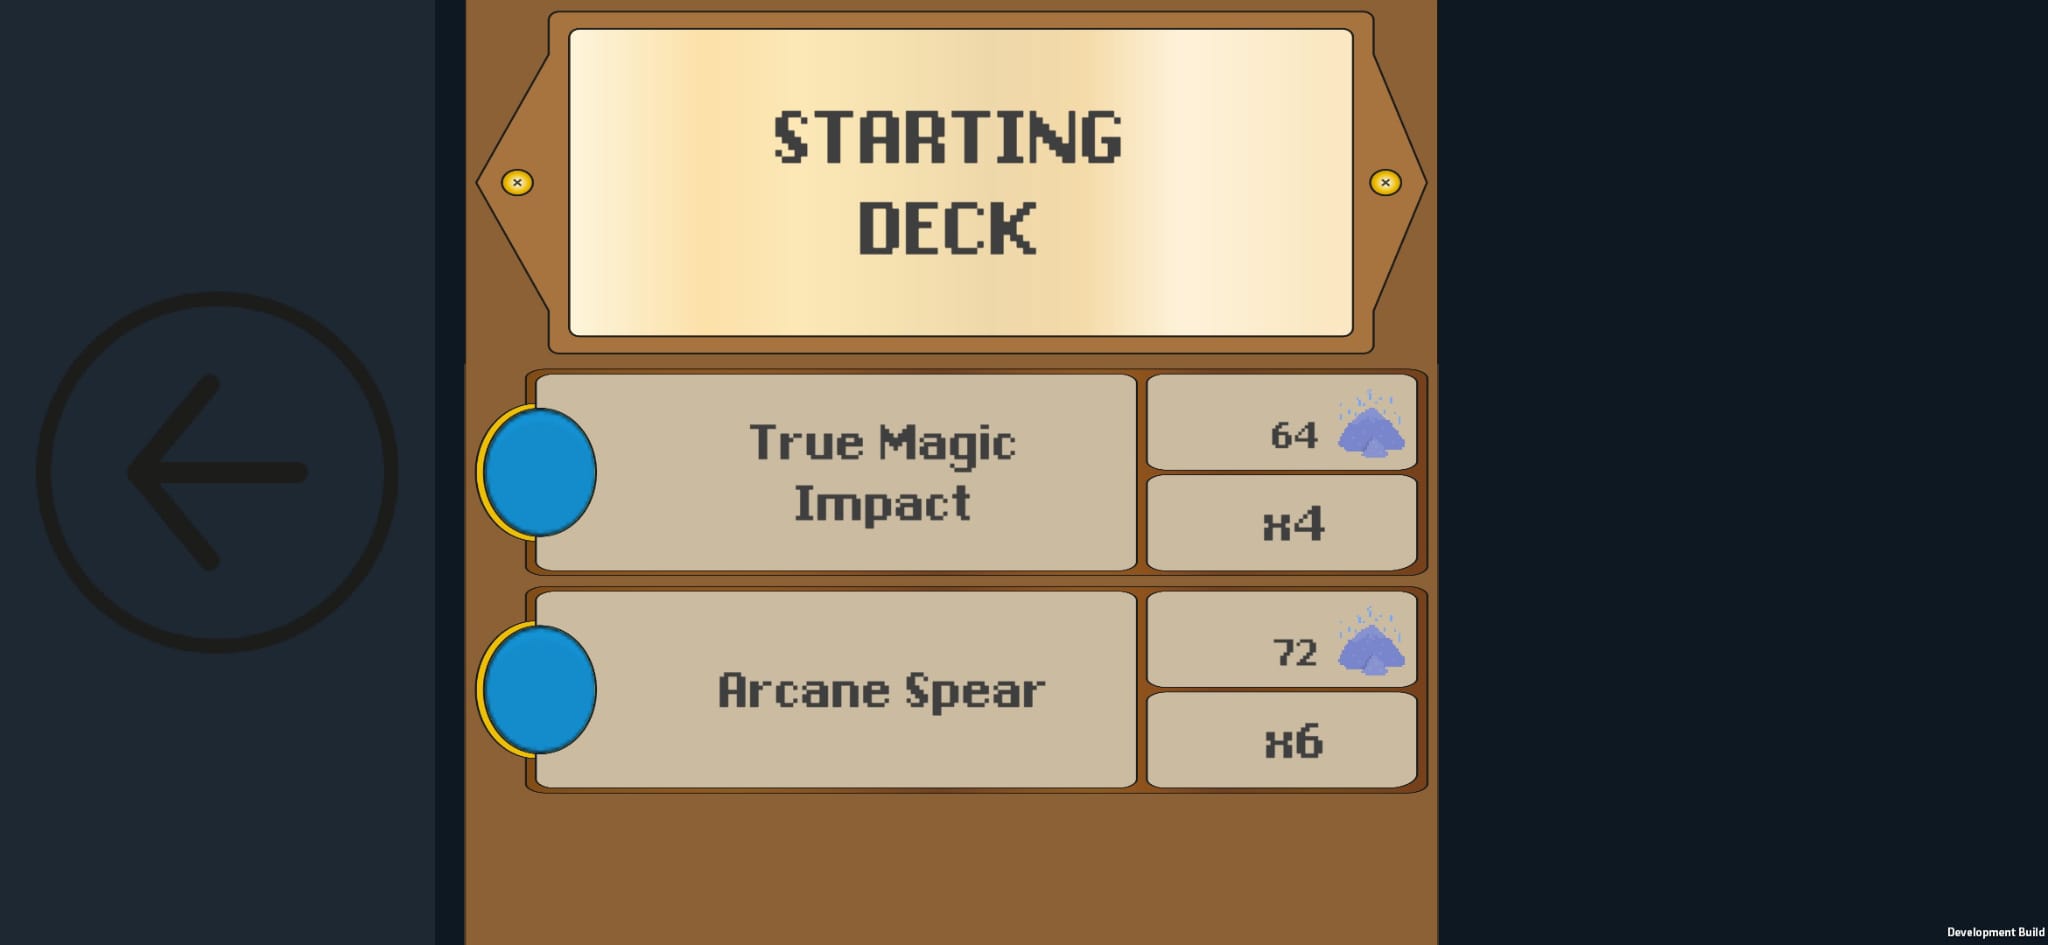 STARTING
DECK
True Magic
Impact
64
x4
Arcane Spear
72
x6
Development Build